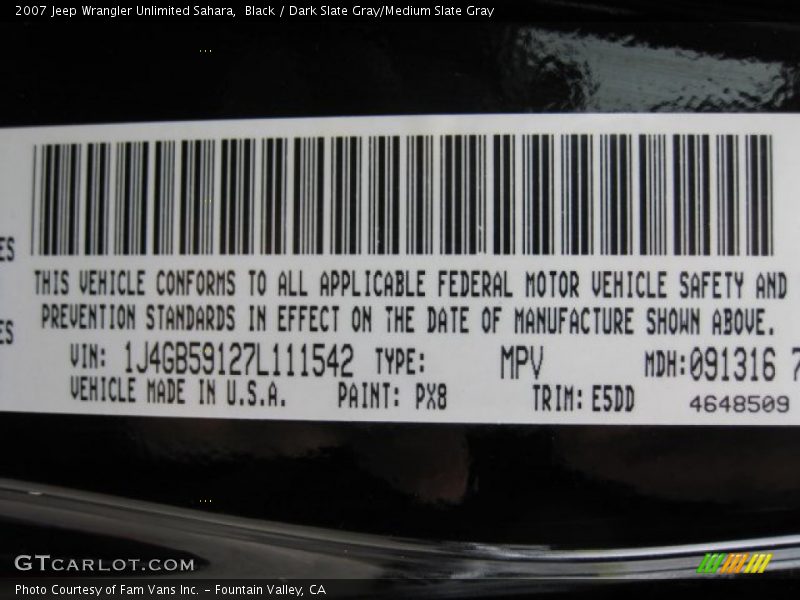 2007 Jeep Wrangler Unlimited Sahara,  Black / Dark Slate Gray/Medium Slate Gray
ES
THIS VEHICLE CONFORMS TO ALL APPLICABLE FEDERAL MOTOR VEHICLE SAFETY AND
PREVENTION STANDARDS IN EFFECT ON THE DATE OF MANUFACTURE SHOWN ABOVE.
ES
VIN: 1J4GB59127L111542 TYPE: MPV MDH:091316 7
VEHICLE MADE IN U.S.A. PAINT: PX8 TRIM: E5DD 4648509
GTCARLOT.COM
Photo Courtesy of Fam Vans Inc. - Fountain Valley, CA